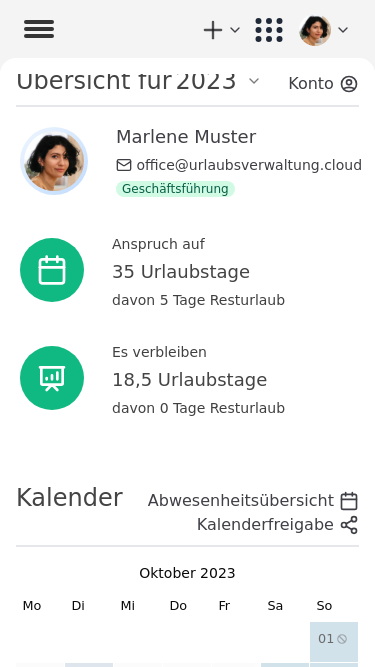 Übersicht für 2023
Konto
Marlene Muster
office@urlaubsverwaltung.cloud
Geschäftsführung
Anspruch auf
35 Urlaubstage
davon 5 Tage Resturlaub
Es verbleiben
18,5 Urlaubstage
davon 0 Tage Resturlaub
Kalender
Abwesenheitsübersicht
Kalenderfreigabe
Oktober 2023
Mo Di Mi Do Fr Sa So
01